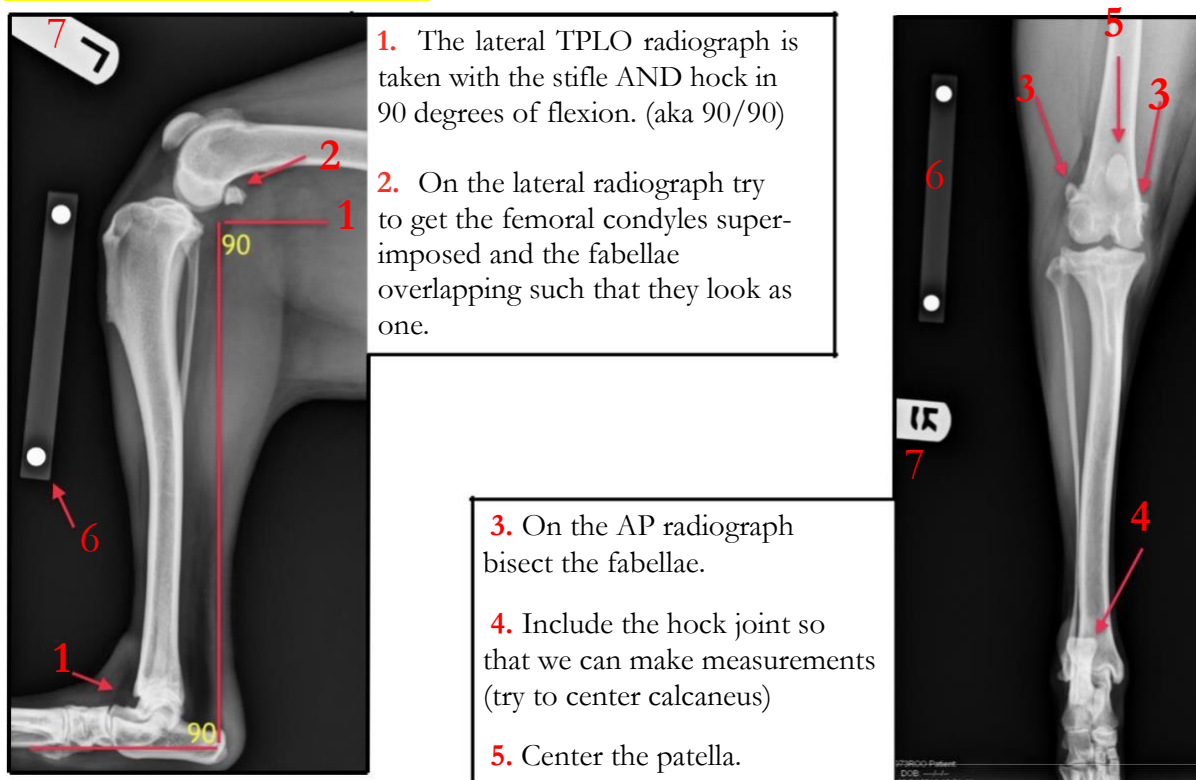 7
L
1. The lateral TPLO radiograph is
taken with the stifle AND hock in
90 degrees of flexion. (aka 90/90)
2. On the lateral radiograph try
to get the femoral condyles super-
imposed and the fabellae
overlapping such that they look as
one.
2
1
90
6
1
90
3. On the AP radiograph
bisect the fabellae.
4. Include the hock joint so
that we can make measurements
(try to center calcaneus)
5. Center the patella.
5
3
3
6
R
7
4
373ROO Patient
DOB: --/--/--